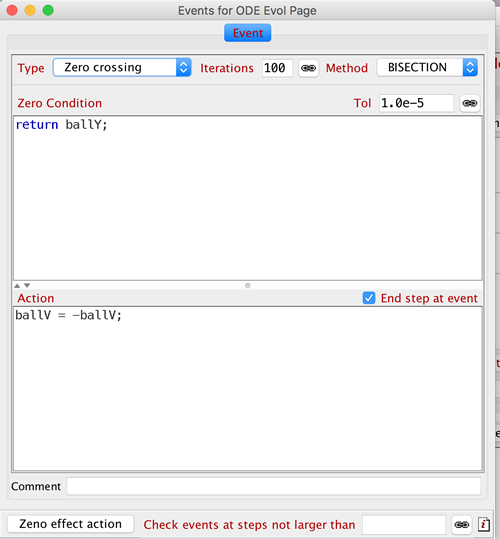 Events for ODE Evol Page
Event
Type Zero crossing Iterations 100 Method BISECTION
Zero Condition Tol 1.0e-5
return ballY;
Action End step at event
ballV = -ballV;
Comment
Zeno effect action Check events at steps not larger than